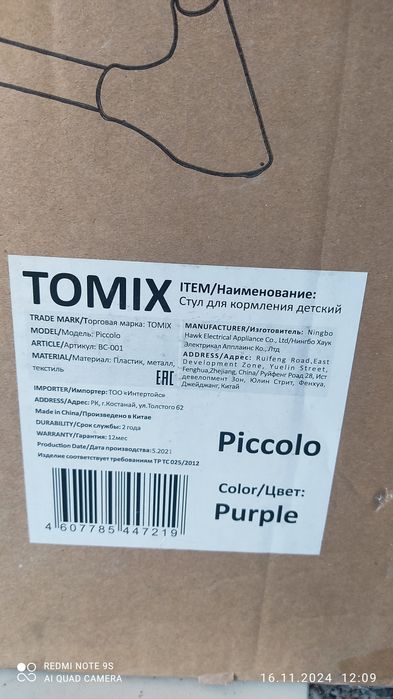 TOMIX
ITEM/Наименование:
Стул для кормления детский
TRADE MARK/Торговая марка: TOMIX
MODEL/Модель: Piccolo
ARTICLE/Артикул: BC-001
MATERIAL/Материал: Пластик, металл,
текстиль
EAC
MANUFACTURER/Изготовитель: Ningbo
Hawk Electrical Appliance Co., Ltd/Нингбо Хаук
Электрикал Апплаинс Ко., Лтд
ADDRESS/Адрес: Ruifeng Road,East
Development Zone, Yuelin Street,
Fenghua,Zhejiang, China/ Руйфенг Роад 28, Ист
девелопмент Зон, Юлин Стрит, Фенхуа,
Джейджанг, Китай
IMPORTER/Импортер: ТОО «Интертойс»
ADDRESS/Адрес: РК, г.Костанай, ул.Толстого 62
Made in China/Произведено в Китае
DURABILITY/Срок службы: 2 года
WARRANTY/Гарантия: 12мес
Production Date/Дата производства:5.2021
Изделие соответствует требованиям ТР ТС 025/2012
4 607785 447219
Piccolo
Color/Цвет:
Purple
REDMI NOTE 9S
AI QUAD CAMERA
16.11.2024 12:09